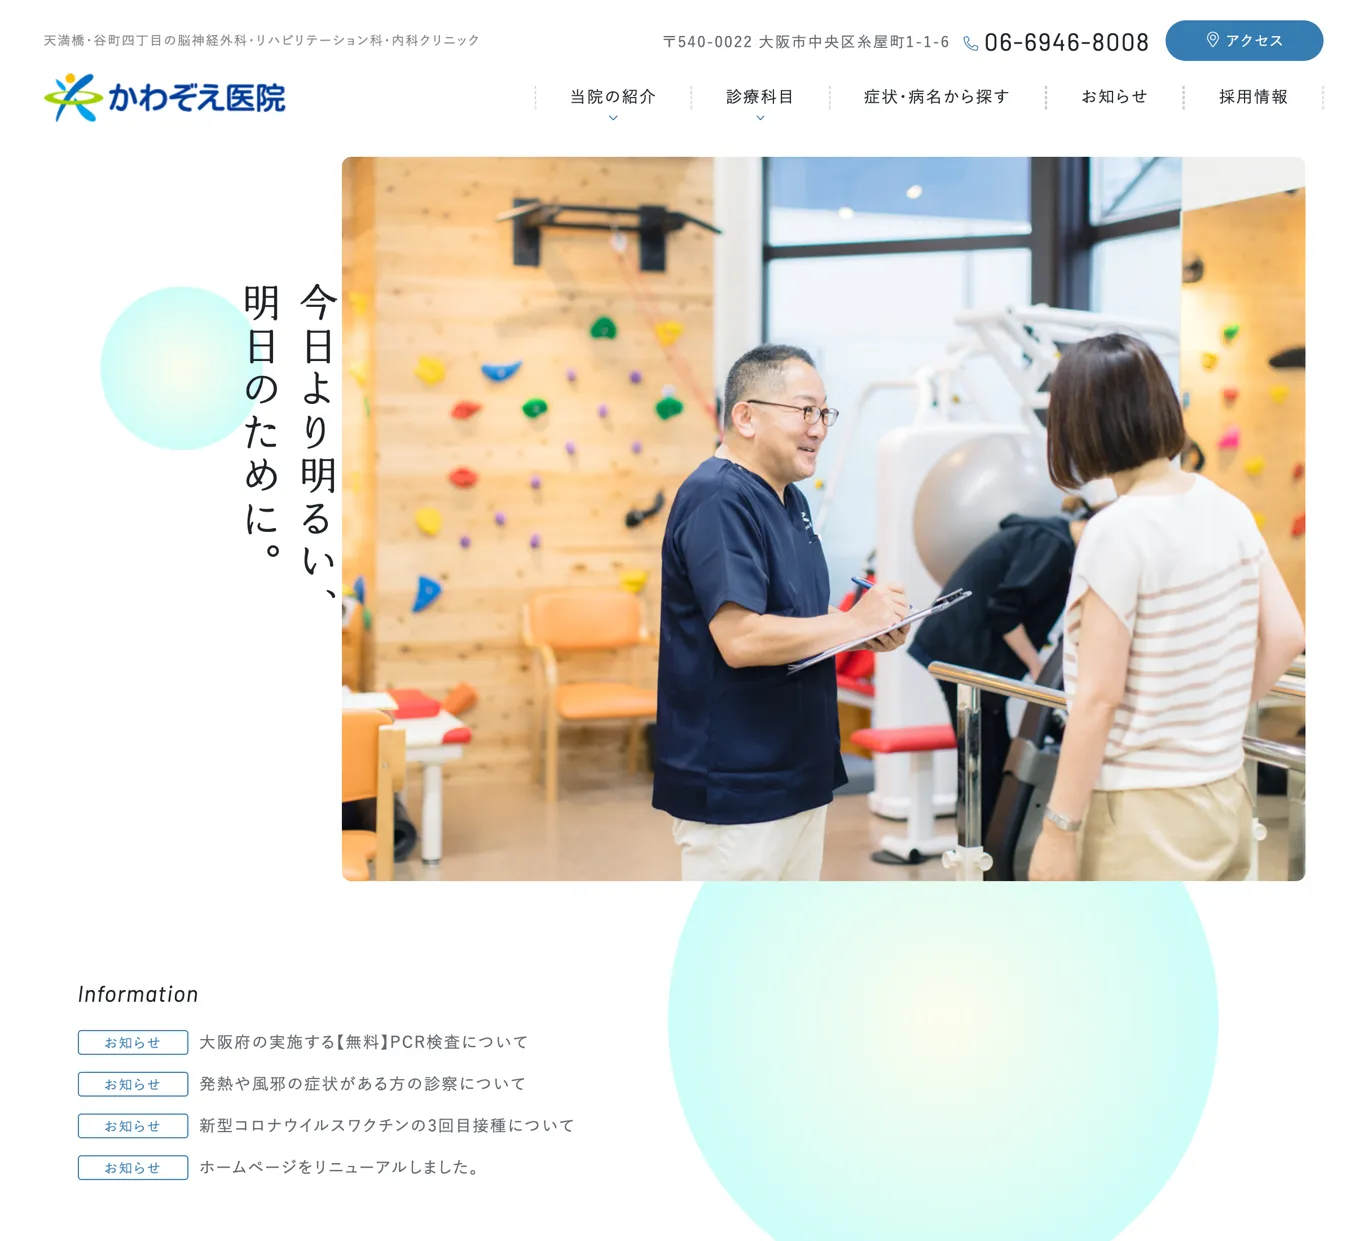 天満橋・谷町四丁目の脳神経外科・リハビリテーション科・内科クリニック
〒540-0022 大阪市中央区糸屋町1-1-6
06-6946-8008
アクセス
かわぞえ医院
当院の紹介
診療科目
症状・病名から探す
お知らせ
採用情報
今日より明るい、
明日のために。
Information
お知らせ 大阪府の実施する【無料】PCR検査について
お知らせ 発熱や風邪の症状がある方の診察について
お知らせ 新型コロナウイルスワクチンの3回目接種について
お知らせ ホームページをリニューアルしました。